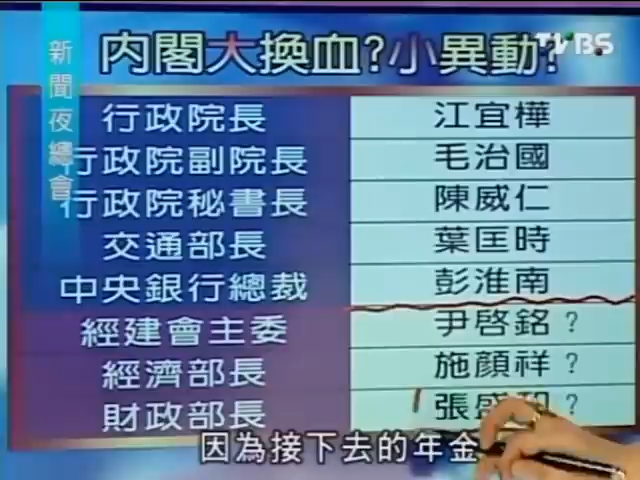 TVBS
新聞夜總會
內閣大換血?小異動?
行政院長 江宜樺
行政院副院長 毛治國
行政院秘書長 陳威仁
交通部長 葉匡時
中央銀行總裁 彭淮南
經建會主委 尹啓銘?
經濟部長 施顏祥?
財政部長 張盛和?
因為接下去的年金